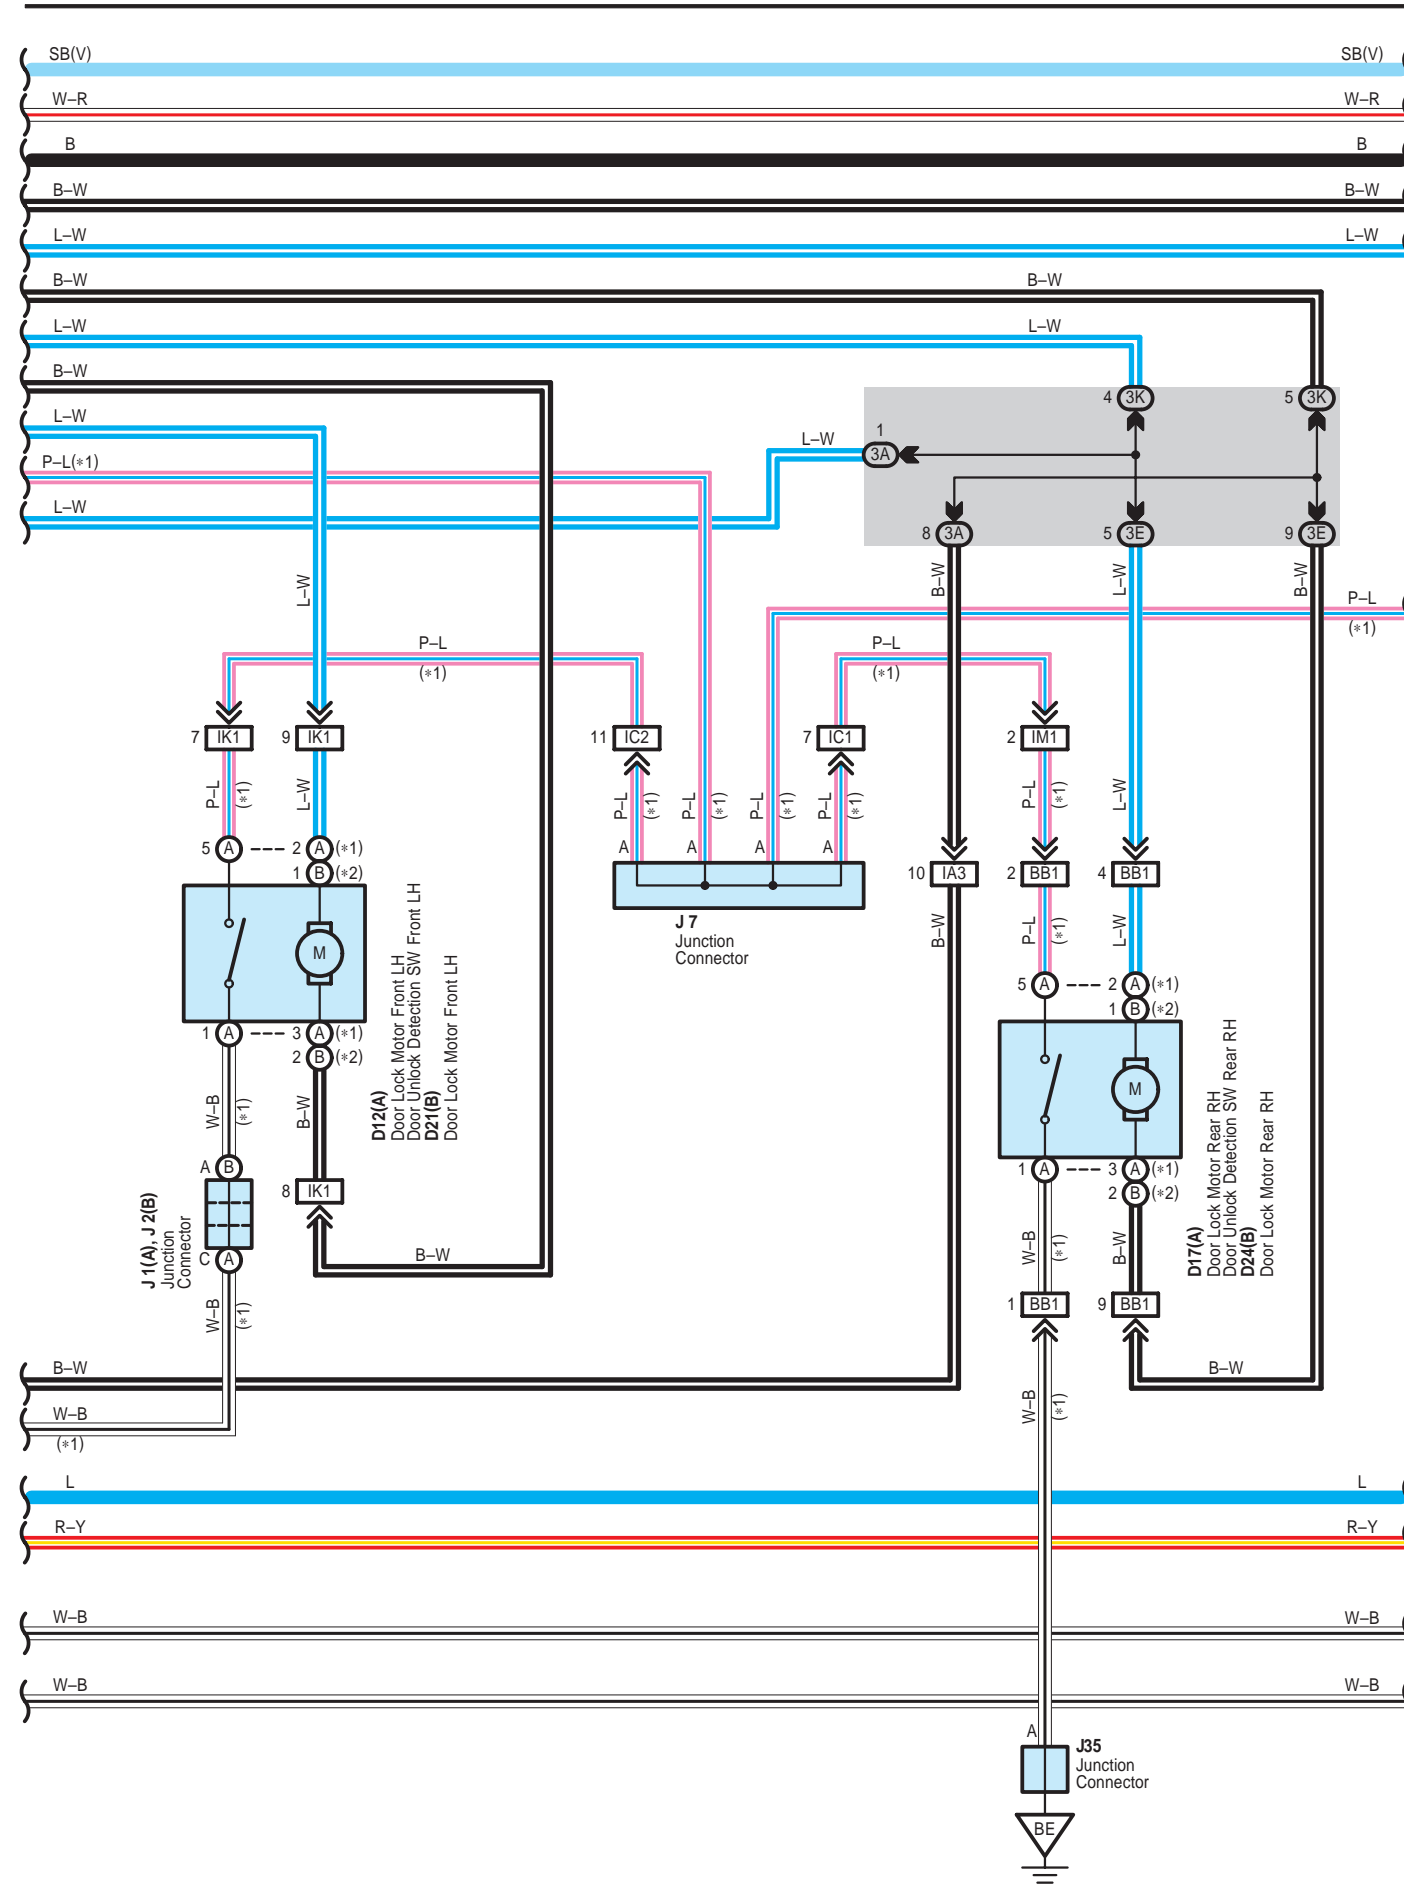 SB(V) SB(V)
W–R W–R
B B
B–W B–W
L–W L–W
B–W B–W
L–W L–W
B–W
4 3K 5 3K
L–W
1
L–W
3A
P–L(*1)
L–W
8 3A 5 3E 9 3E
L–W
B–W
L–W
B–W
P–L
(*1)
P–L
(*1)
P–L
(*1)
7 IK1 9 IK1 11 IC2 7 IC1 2 IM1
P–L
(*1)
L–W
P–L
(*1)
P–L
(*1)
P–L
(*1)
P–L
(*1)
P–L
(*1)
L–W
5 A 2 A (*1)
A A A A
1 B (*2)
10 IA3 2 BB1 4 BB1
M
J 7
Junction
Connector
B–W
P–L
(*1)
L–W
D12(A)
Door Lock Motor Front LH
Door Unlock Detection SW Front LH
D21(B)
Door Lock Motor Front LH
5 A 2 A (*1)
1 B (*2)
1 A 3 A (*1)
2 B (*2)
M
W–B
(*1)
B–W
D17(A)
Door Lock Motor Rear RH
Door Unlock Detection SW Rear RH
D24(B)
Door Lock Motor Rear RH
A B
1 A 3 A (*1)
8 IK1
2 B (*2)
J 1(A), J 2(B)
Junction
Connector
C A
B–W
W–B
(*1)
B–W
W–B
(*1)
1 BB1 9 BB1
B–W
B–W
W–B
(*1)
W–B
(*1)
L L
R–Y R–Y
W–B W–B
W–B W–B
A
J35
Junction
Connector
BE